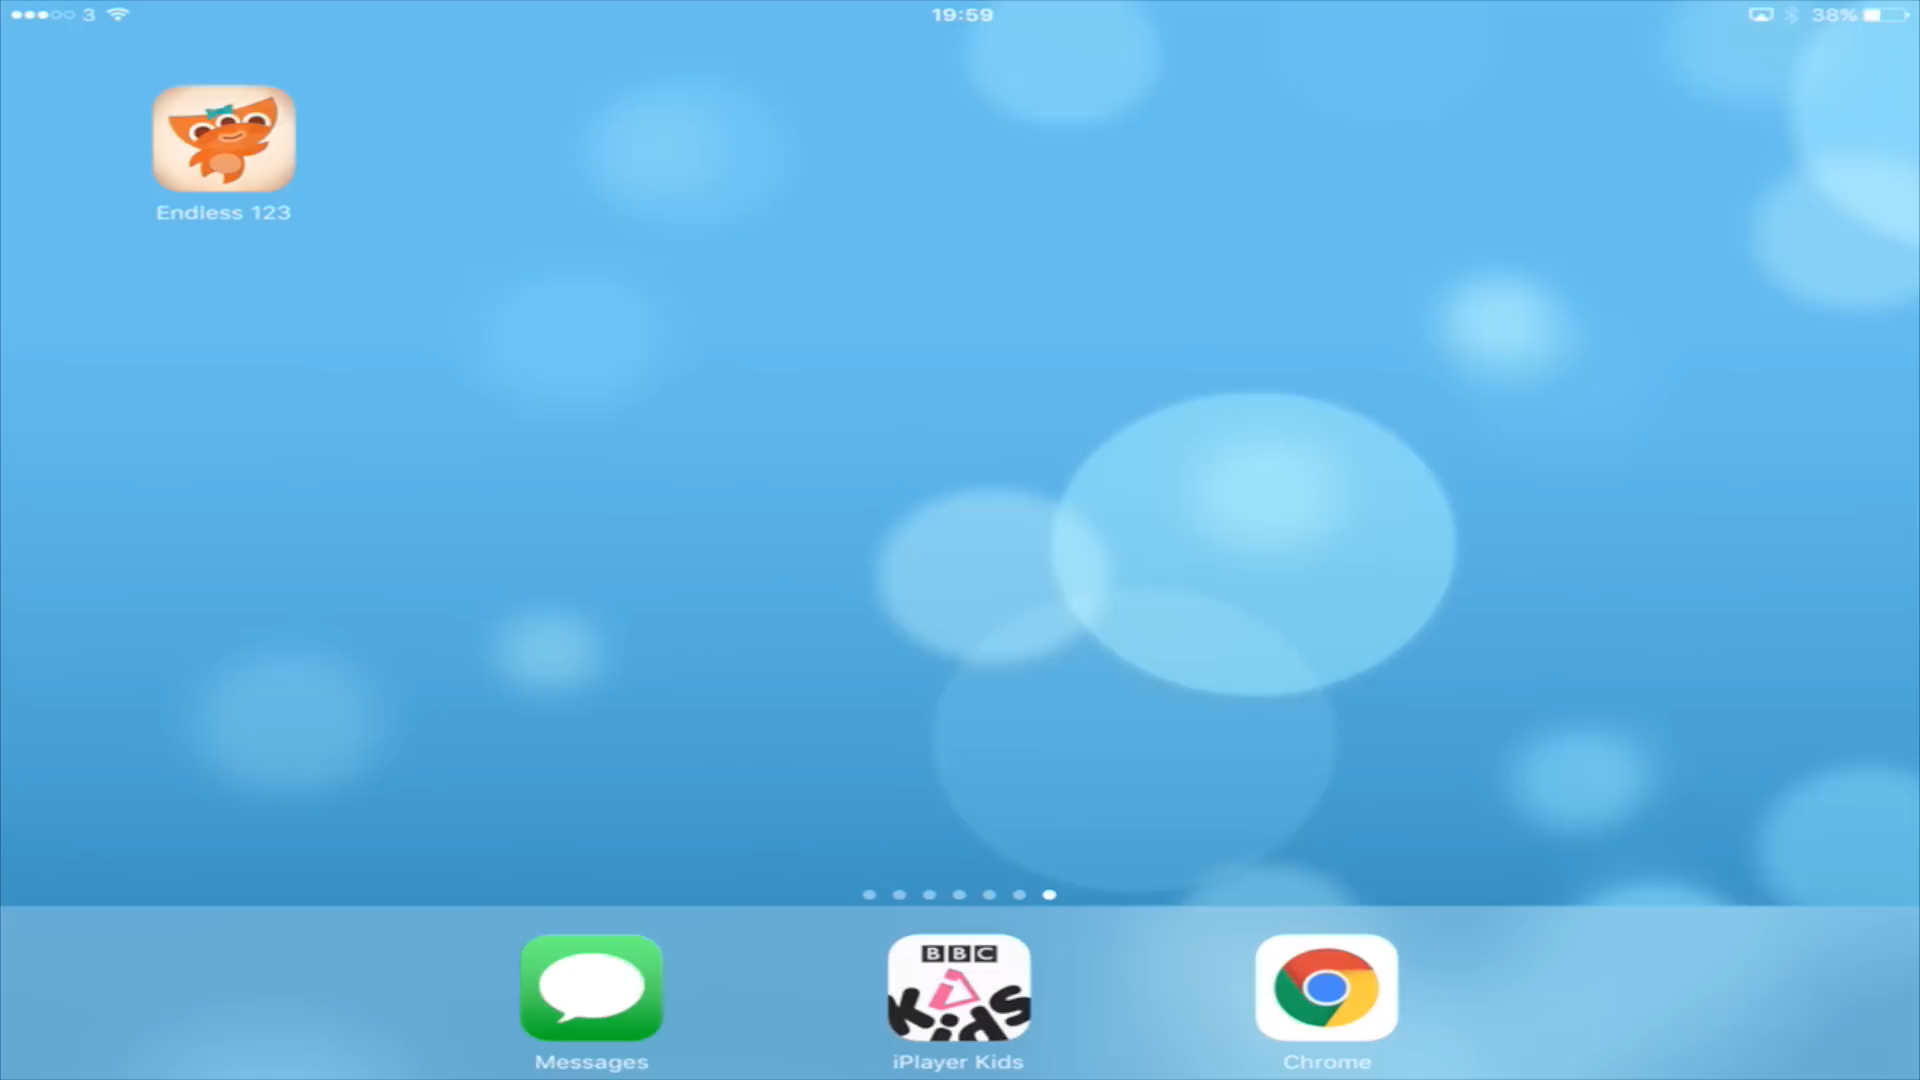 3
19:59
38%
Endless 123
BBC
Kids
Messages
iPlayer Kids
Chrome